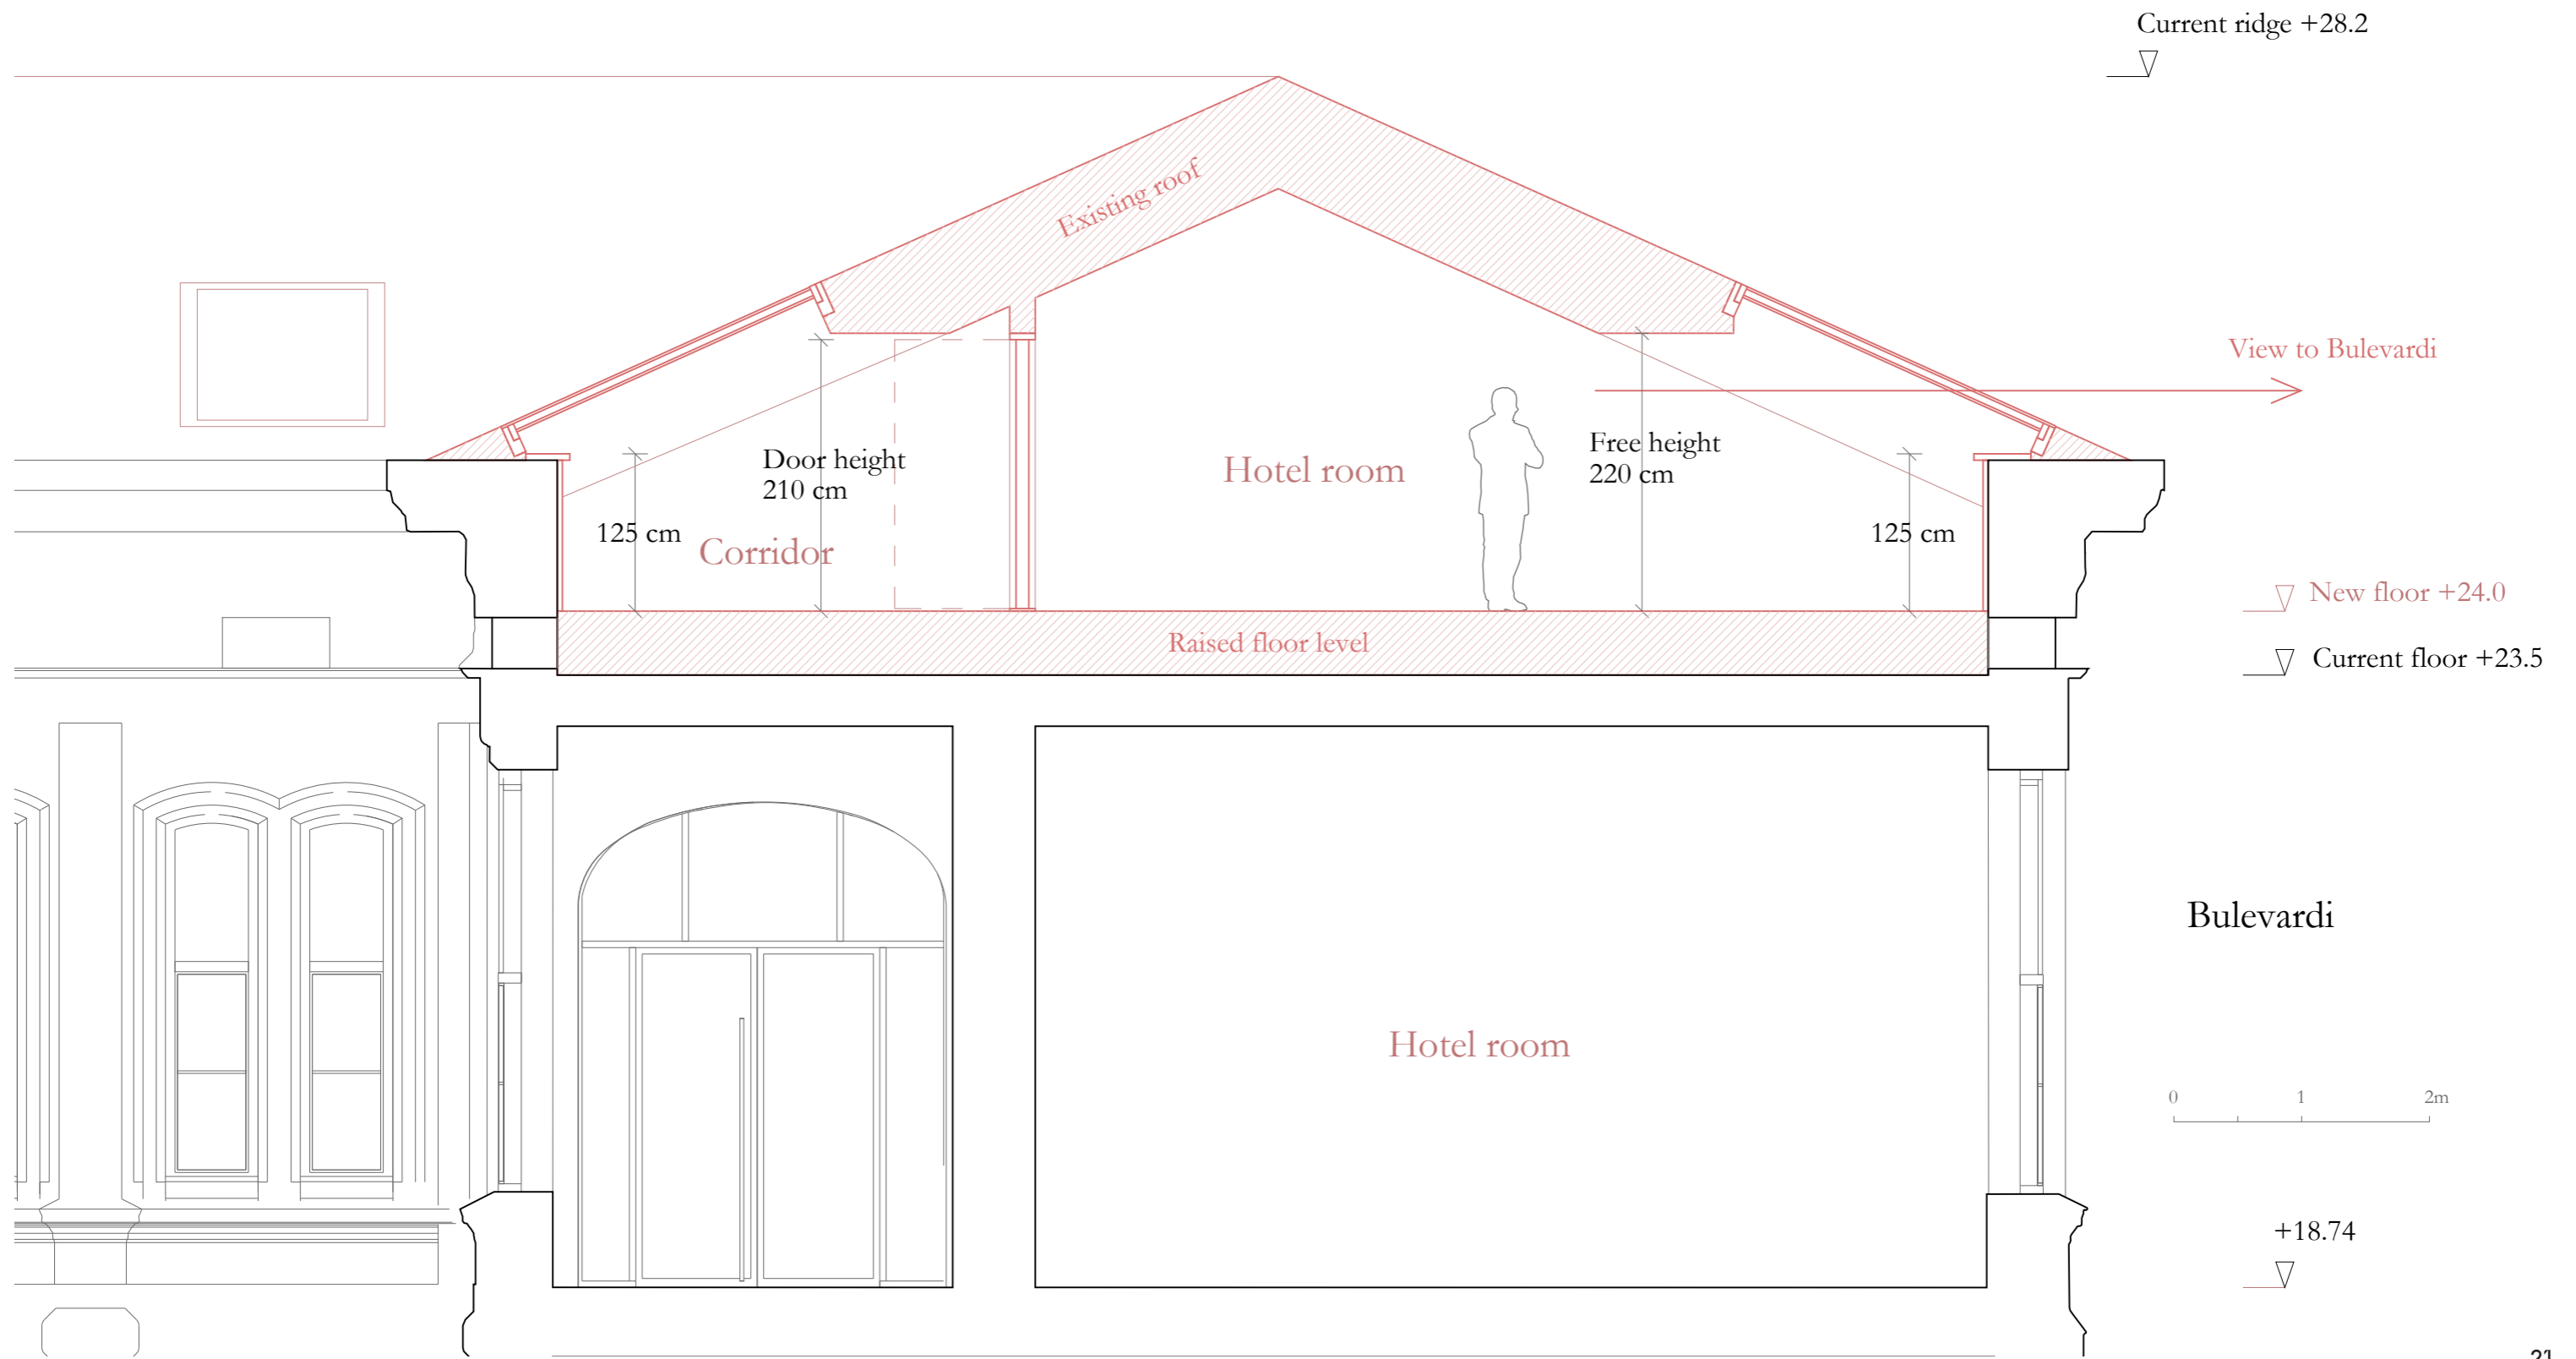 Current ridge +28.2
Existing roof
View to Bulevardi
Door height
210 cm
Hotel room
Free height
220 cm
125 cm
Corridor
125 cm
New floor +24.0
Raised floor level
Current floor +23.5
Bulevardi
Hotel room
0 1 2m
+18.74
21